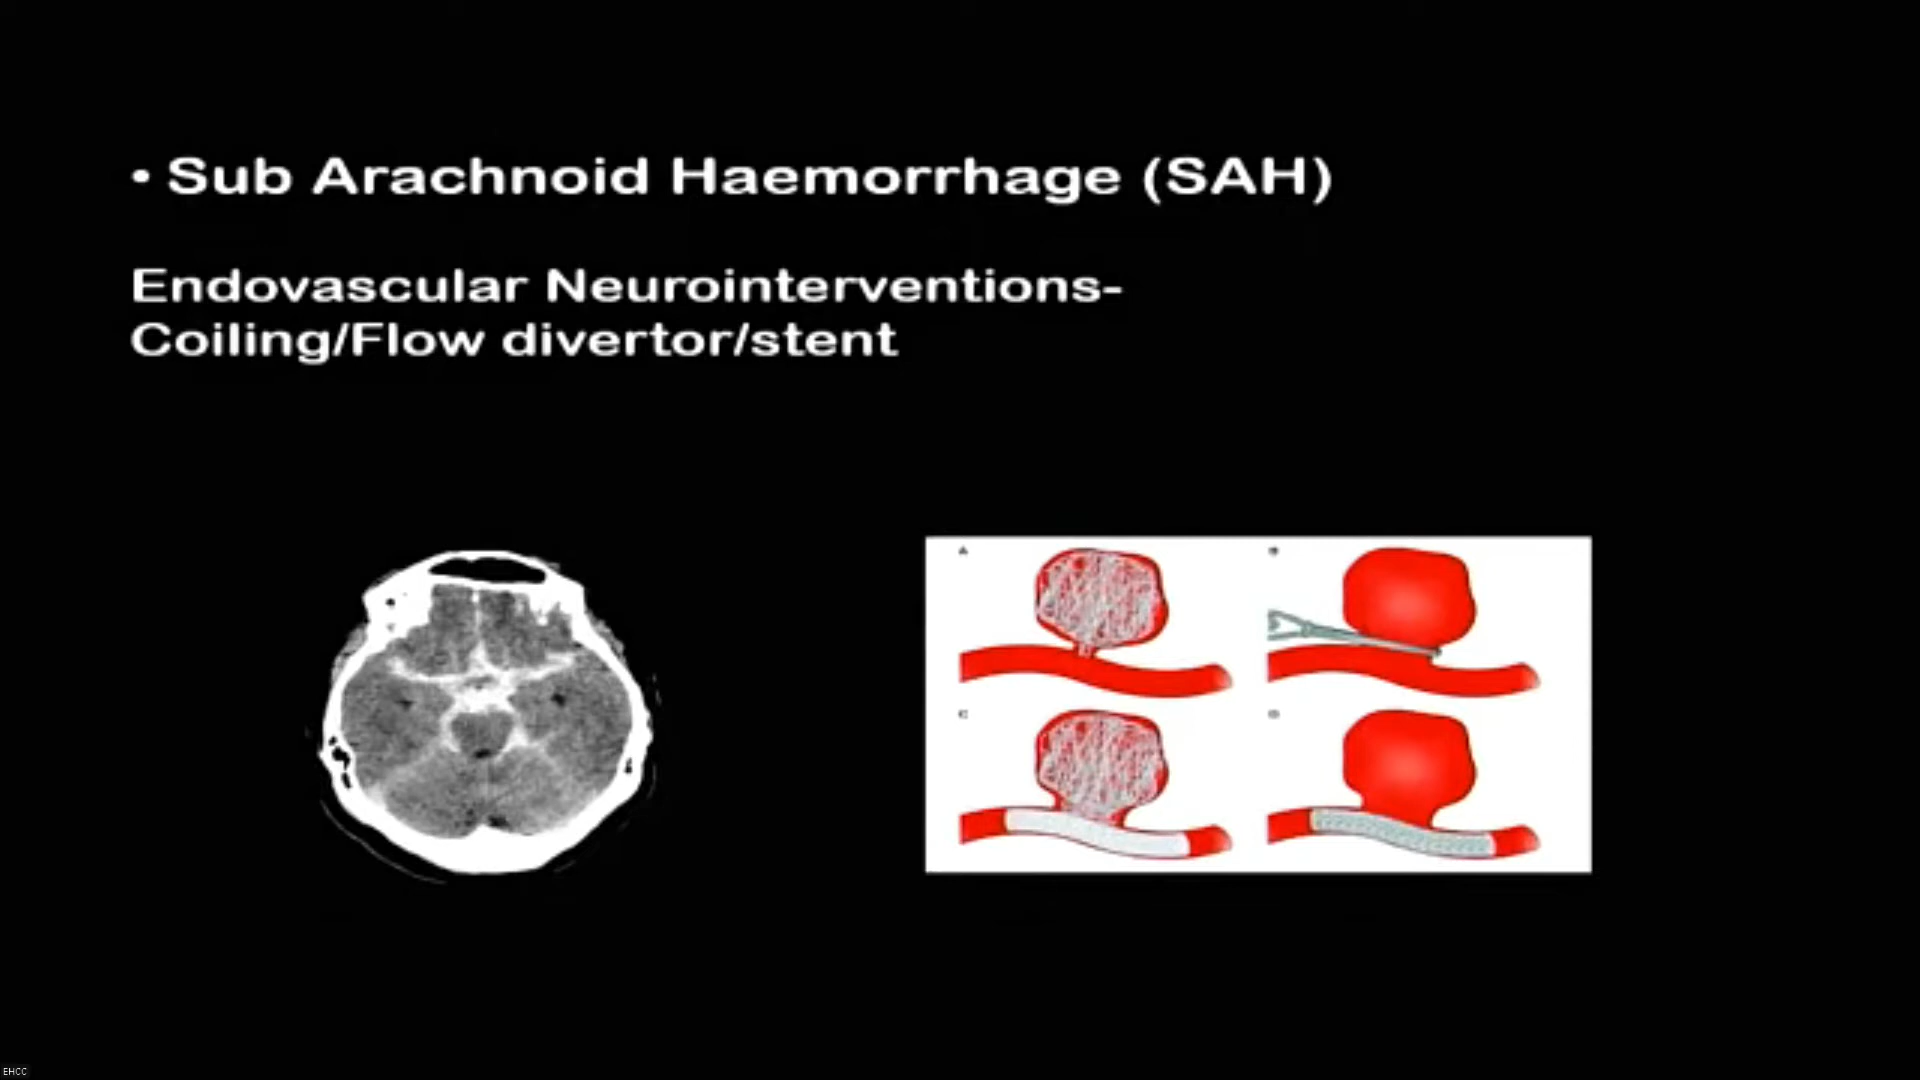 • Sub Arachnoid Haemorrhage (SAH)
Endovascular Neurointerventions-
Coiling/Flow divertor/stent
A
B
C
D
EHCC